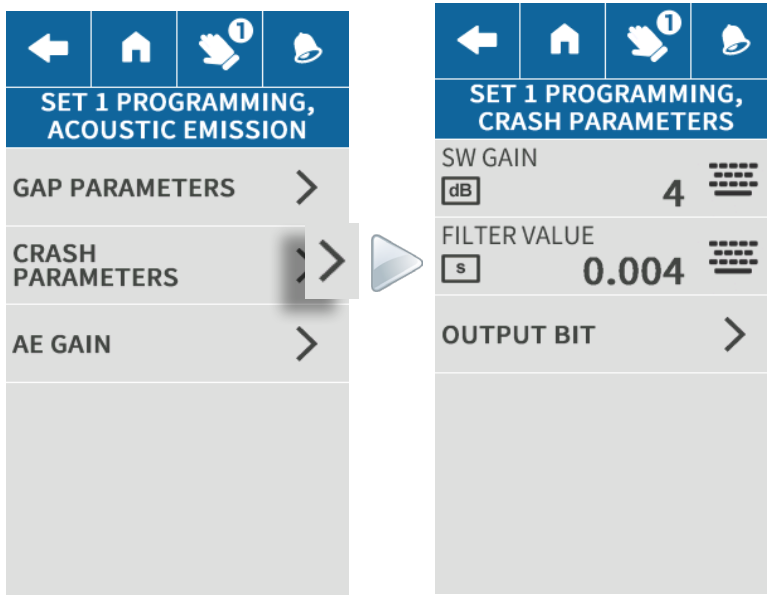 1
SET 1 PROGRAMMING,
ACOUSTIC EMISSION
GAP PARAMETERS
CRASH
PARAMETERS
AE GAIN
1
SET 1 PROGRAMMING,
CRASH PARAMETERS
SW GAIN
dB 4
FILTER VALUE
s 0.004
OUTPUT BIT